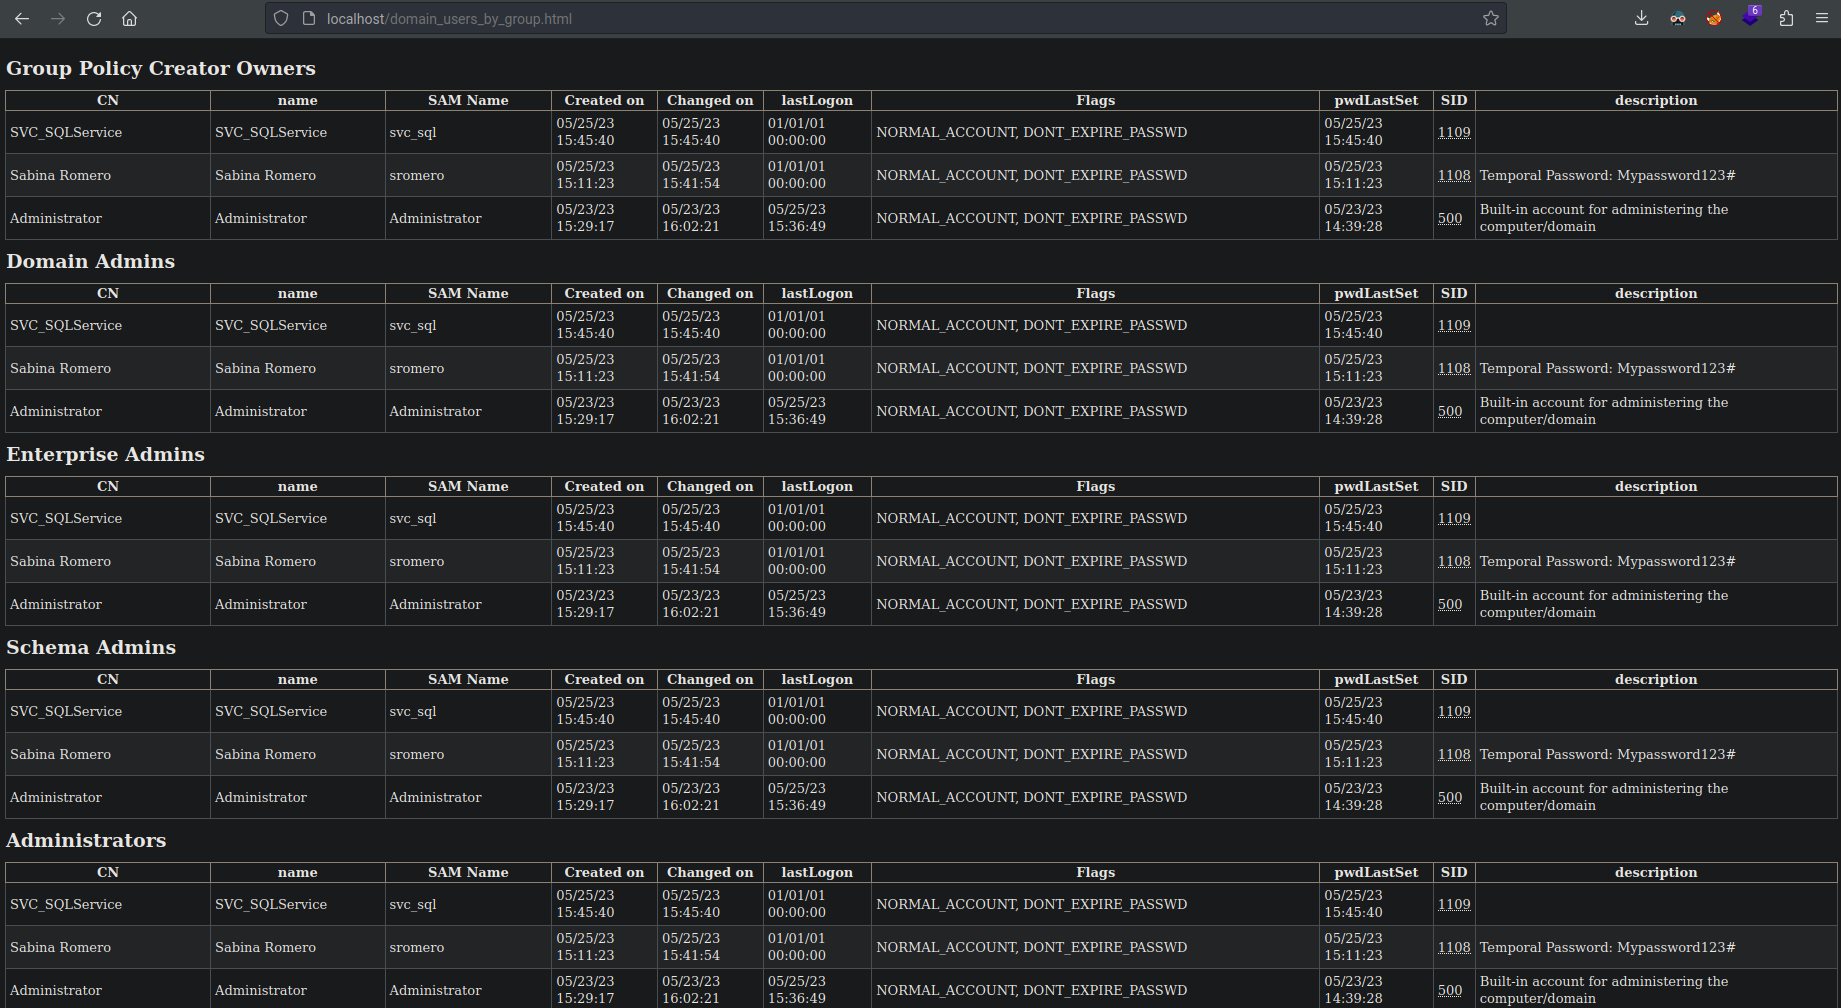 localhost/domain_users_by_group.html
6
Group Policy Creator Owners
CN name SAM Name Created on Changed on lastLogon Flags pwdLastSet SID description
SVC_SQLService SVC_SQLService svc_sql 05/25/23 15:45:40 05/25/23 15:45:40 01/01/01 00:00:00 NORMAL_ACCOUNT, DONT_EXPIRE_PASSWD 05/25/23 15:45:40 1109
Sabina Romero Sabina Romero sromero 05/25/23 15:11:23 05/25/23 15:41:54 01/01/01 00:00:00 NORMAL_ACCOUNT, DONT_EXPIRE_PASSWD 05/25/23 15:11:23 1108 Temporal Password: Mypassword123#
Administrator Administrator Administrator 05/23/23 15:29:17 05/23/23 16:02:21 05/25/23 15:36:49 NORMAL_ACCOUNT, DONT_EXPIRE_PASSWD 05/23/23 14:39:28 500 Built-in account for administering the computer/domain
Domain Admins
CN name SAM Name Created on Changed on lastLogon Flags pwdLastSet SID description
SVC_SQLService SVC_SQLService svc_sql 05/25/23 15:45:40 05/25/23 15:45:40 01/01/01 00:00:00 NORMAL_ACCOUNT, DONT_EXPIRE_PASSWD 05/25/23 15:45:40 1109
Sabina Romero Sabina Romero sromero 05/25/23 15:11:23 05/25/23 15:41:54 01/01/01 00:00:00 NORMAL_ACCOUNT, DONT_EXPIRE_PASSWD 05/25/23 15:11:23 1108 Temporal Password: Mypassword123#
Administrator Administrator Administrator 05/23/23 15:29:17 05/23/23 16:02:21 05/25/23 15:36:49 NORMAL_ACCOUNT, DONT_EXPIRE_PASSWD 05/23/23 14:39:28 500 Built-in account for administering the computer/domain
Enterprise Admins
CN name SAM Name Created on Changed on lastLogon Flags pwdLastSet SID description
SVC_SQLService SVC_SQLService svc_sql 05/25/23 15:45:40 05/25/23 15:45:40 01/01/01 00:00:00 NORMAL_ACCOUNT, DONT_EXPIRE_PASSWD 05/25/23 15:45:40 1109
Sabina Romero Sabina Romero sromero 05/25/23 15:11:23 05/25/23 15:41:54 01/01/01 00:00:00 NORMAL_ACCOUNT, DONT_EXPIRE_PASSWD 05/25/23 15:11:23 1108 Temporal Password: Mypassword123#
Administrator Administrator Administrator 05/23/23 15:29:17 05/23/23 16:02:21 05/25/23 15:36:49 NORMAL_ACCOUNT, DONT_EXPIRE_PASSWD 05/23/23 14:39:28 500 Built-in account for administering the computer/domain
Schema Admins
CN name SAM Name Created on Changed on lastLogon Flags pwdLastSet SID description
SVC_SQLService SVC_SQLService svc_sql 05/25/23 15:45:40 05/25/23 15:45:40 01/01/01 00:00:00 NORMAL_ACCOUNT, DONT_EXPIRE_PASSWD 05/25/23 15:45:40 1109
Sabina Romero Sabina Romero sromero 05/25/23 15:11:23 05/25/23 15:41:54 01/01/01 00:00:00 NORMAL_ACCOUNT, DONT_EXPIRE_PASSWD 05/25/23 15:11:23 1108 Temporal Password: Mypassword123#
Administrator Administrator Administrator 05/23/23 15:29:17 05/23/23 16:02:21 05/25/23 15:36:49 NORMAL_ACCOUNT, DONT_EXPIRE_PASSWD 05/23/23 14:39:28 500 Built-in account for administering the computer/domain
Administrators
CN name SAM Name Created on Changed on lastLogon Flags pwdLastSet SID description
SVC_SQLService SVC_SQLService svc_sql 05/25/23 15:45:40 05/25/23 15:45:40 01/01/01 00:00:00 NORMAL_ACCOUNT, DONT_EXPIRE_PASSWD 05/25/23 15:45:40 1109
Sabina Romero Sabina Romero sromero 05/25/23 15:11:23 05/25/23 15:41:54 01/01/01 00:00:00 NORMAL_ACCOUNT, DONT_EXPIRE_PASSWD 05/25/23 15:11:23 1108 Temporal Password: Mypassword123#
Administrator Administrator Administrator 05/23/23 15:29:17 05/23/23 16:02:21 05/25/23 15:36:49 NORMAL_ACCOUNT, DONT_EXPIRE_PASSWD 05/23/23 14:39:28 500 Built-in account for administering the computer/domain